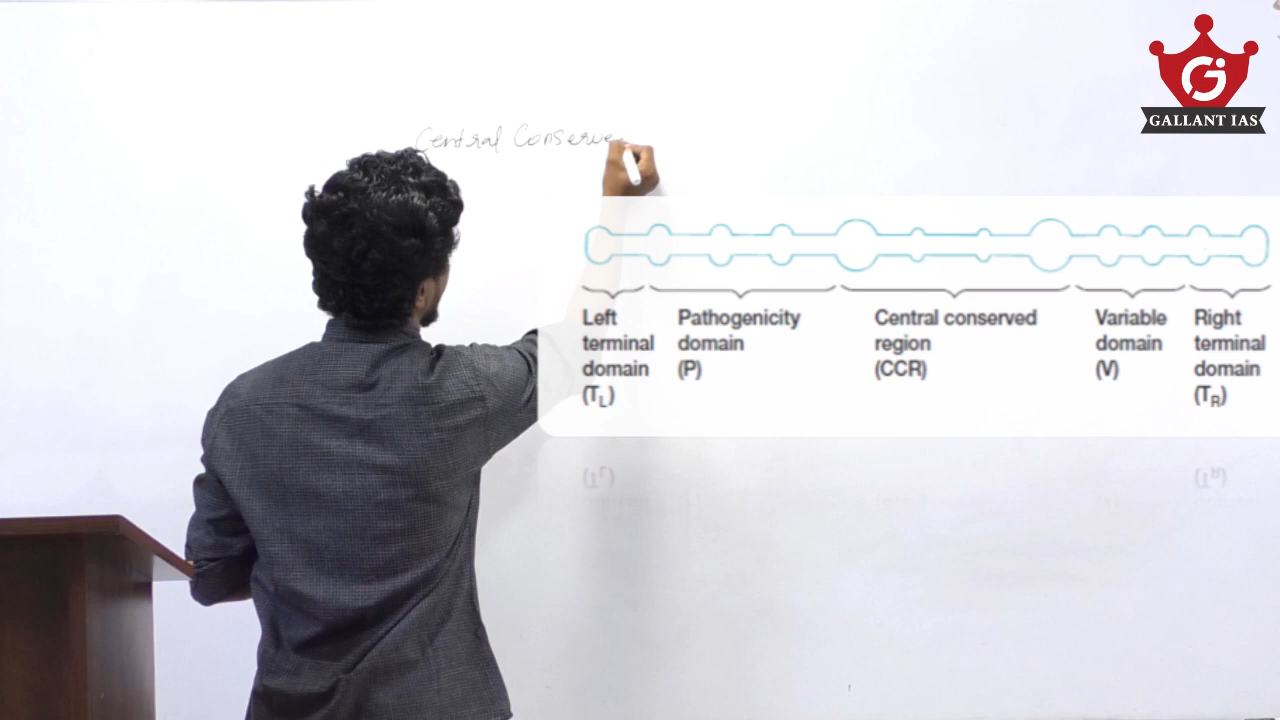 GALLANT IAS
Central Conserve
Left terminal domain (TL)
Pathogenicity domain (P)
Central conserved region (CCR)
Variable domain (V)
Right terminal domain (TR)